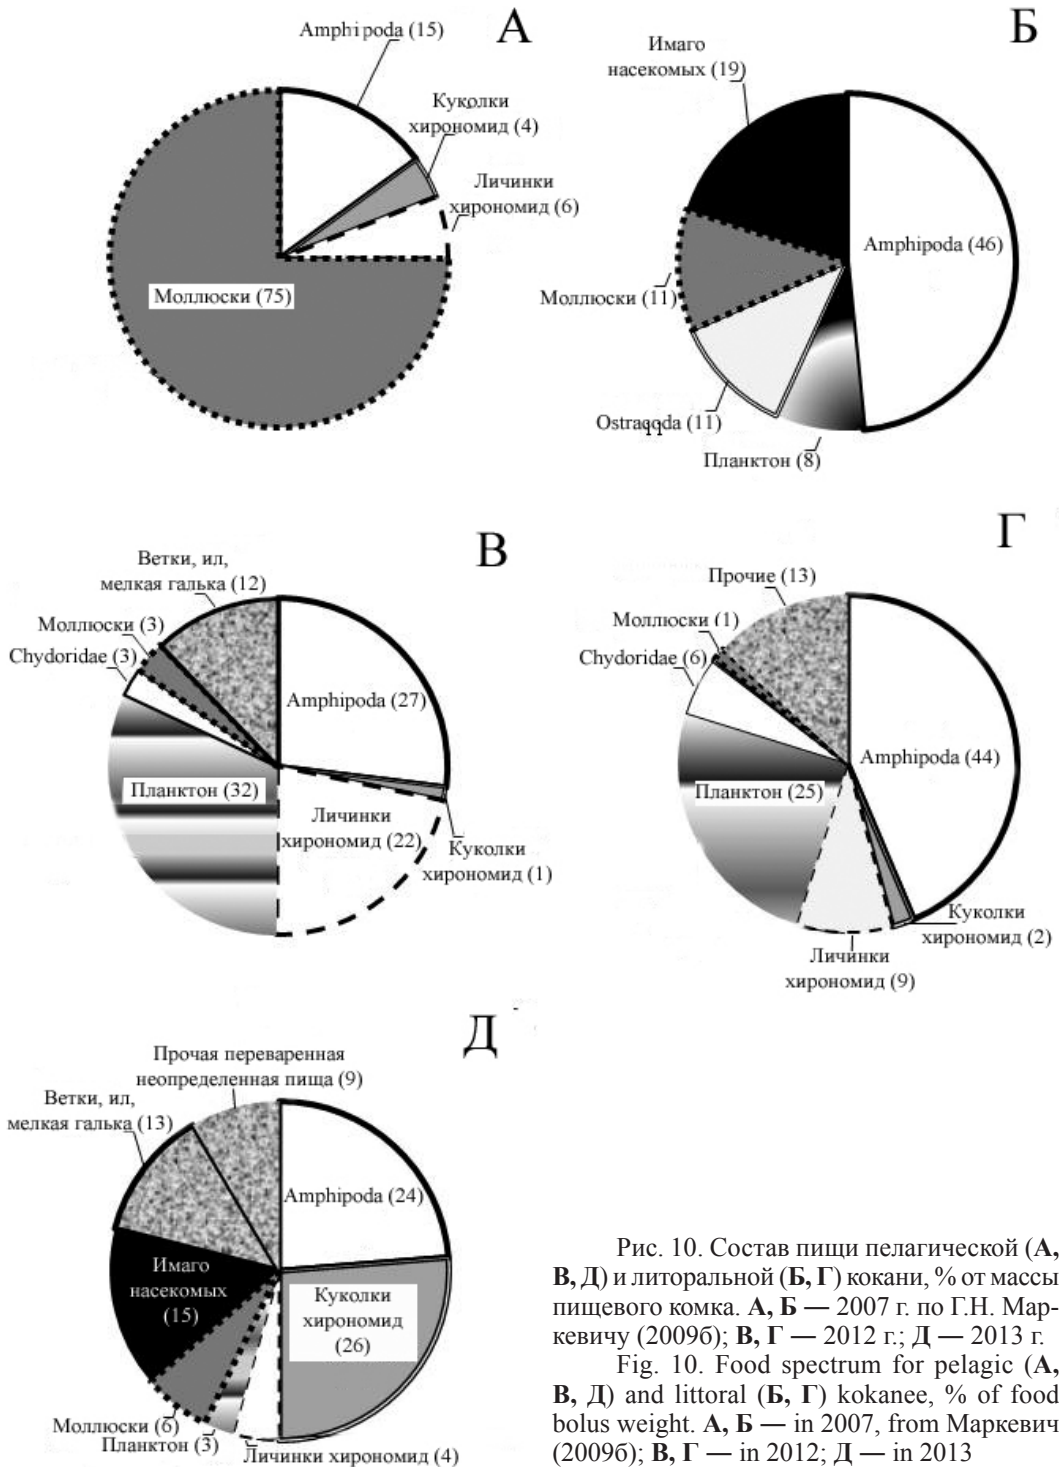 А
Amphipoda (15)
Куколки
хирономид (4)
Личинки
хирономид (6)
Моллюски (75)
Б
Имаго
насекомых (19)
Amphipoda (46)
Моллюски (11)
Ostracoda (11)
11
Планктон (8)
В
Ветки, ил,
мелкая галька (12)
Моллюски (3)
Chydoridae (3)
Amphipoda (27)
Планктон (32)
Личинки
хирономид (22)
Куколки
хирономид (1)
Г
Прочие (13)
Моллюски (1)
Chydoridae (6)
Amphipoda (44)
Планктон (25)
Куколки
хирономид (2)
Личинки
хирономид (9)
Д
Прочая переваренная
неопределенная пища (9)
Ветки, ил,
мелкая галька (13)
Amphipoda (24)
Имаго
насекомых
(15)
Куколки
хирономид
(26)
Моллюски (6)
Планктон (3)
Личинки хирономид (4)
Рис. 10. Состав пищи пелагической (А,
В, Д) и литоральной (Б, Г) кокани, % от массы
пищевого комка. А, Б — 2007 г. по Г.Н. Мар-
кевичу (2009б); В, Г — 2012 г.; Д — 2013 г.
Fig. 10. Food spectrum for pelagic (А,
В, Д) and littoral (Б, Г) kokanee, % of food
bolus weight. А, Б — in 2007, from Маркевич
(2009б); В, Г — in 2012; Д — in 2013